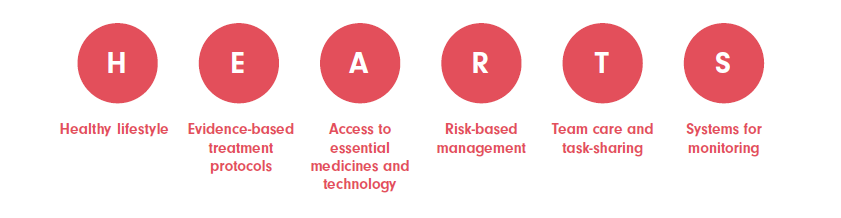 H E A R T S
Healthy lifestyle
Evidence-based
treatment
protocols
Access to
essential
medicines and
technology
Risk-based
management
Team care and
task-sharing
Systems for
monitoring